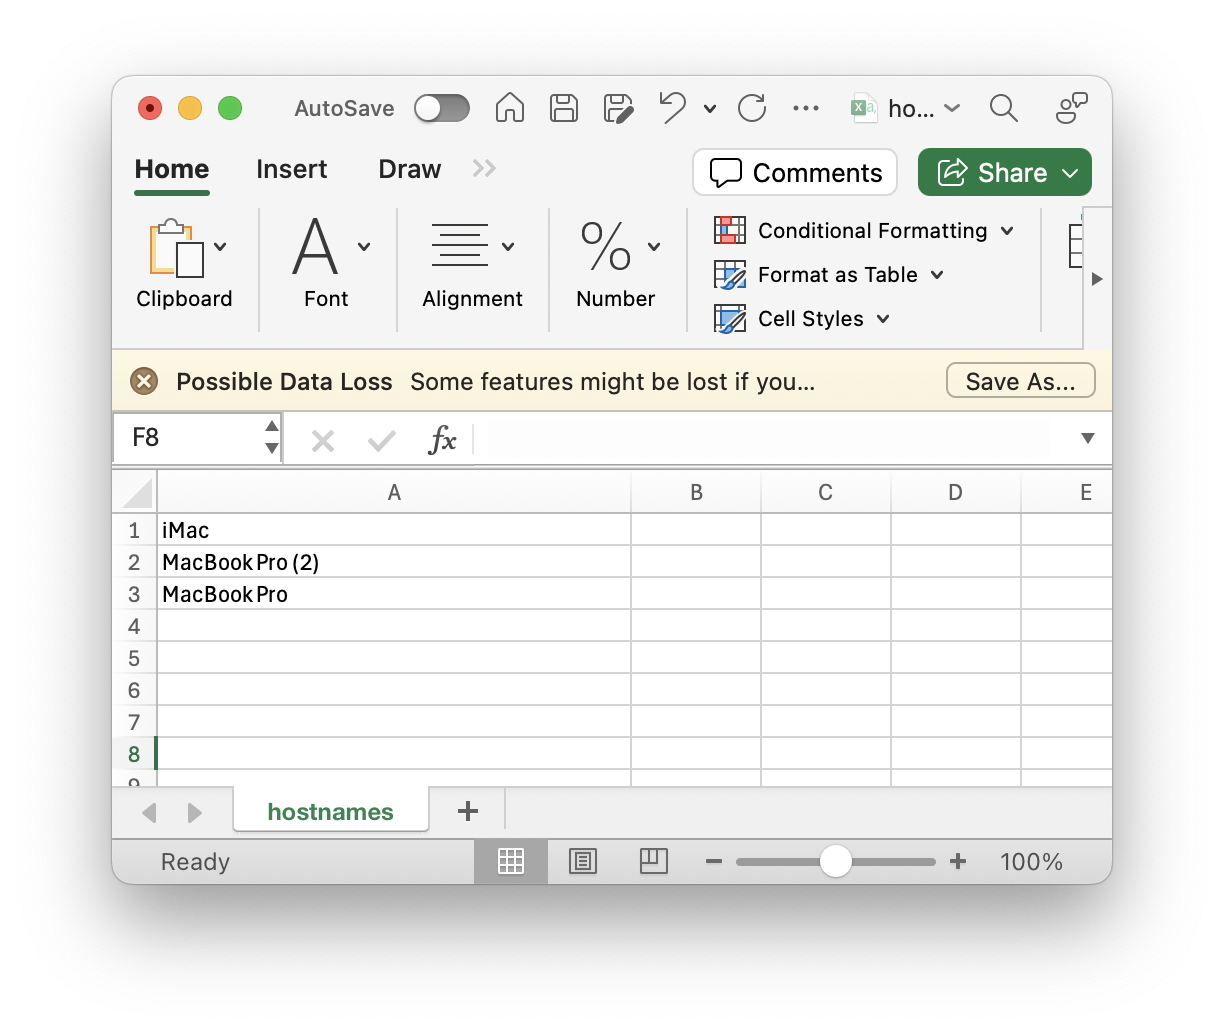 AutoSave ho...
Home Insert Draw Comments Share
Conditional Formatting
Format as Table
Cell Styles
Clipboard Font Alignment Number
Possible Data Loss Some features might be lost if you... Save As...
F8 fx
A B C D E
1 iMac
2 MacBook Pro (2)
3 MacBook Pro
4
5
6
7
8
9
hostnames
Ready 100%